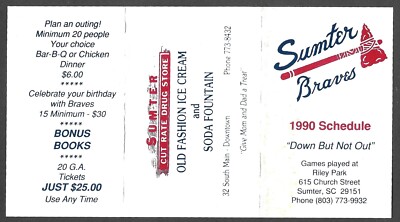 Plan an outing!
Minimum 20 people
Your choice
Bar-B-Q or Chicken
Dinner
$6.00
*****
Celebrate your birthday
with Braves
15 Minimum - $30
*****
BONUS
BOOKS
*****
20 G.A.
Tickets
JUST $25.00
Use Any Time
SUMTER
CUT RATE DRUG STORE
OLD FASHION ICE CREAM
and
SODA FOUNTAIN
32 South Main - Downtown
Phone 773-8432
"Give Mom and Dad a Treat"
Sumter
Braves
1990 Schedule
"Down But Not Out"
Games played at
Riley Park
615 Church Street
Sumter, SC 29151
Phone (803) 773-9932